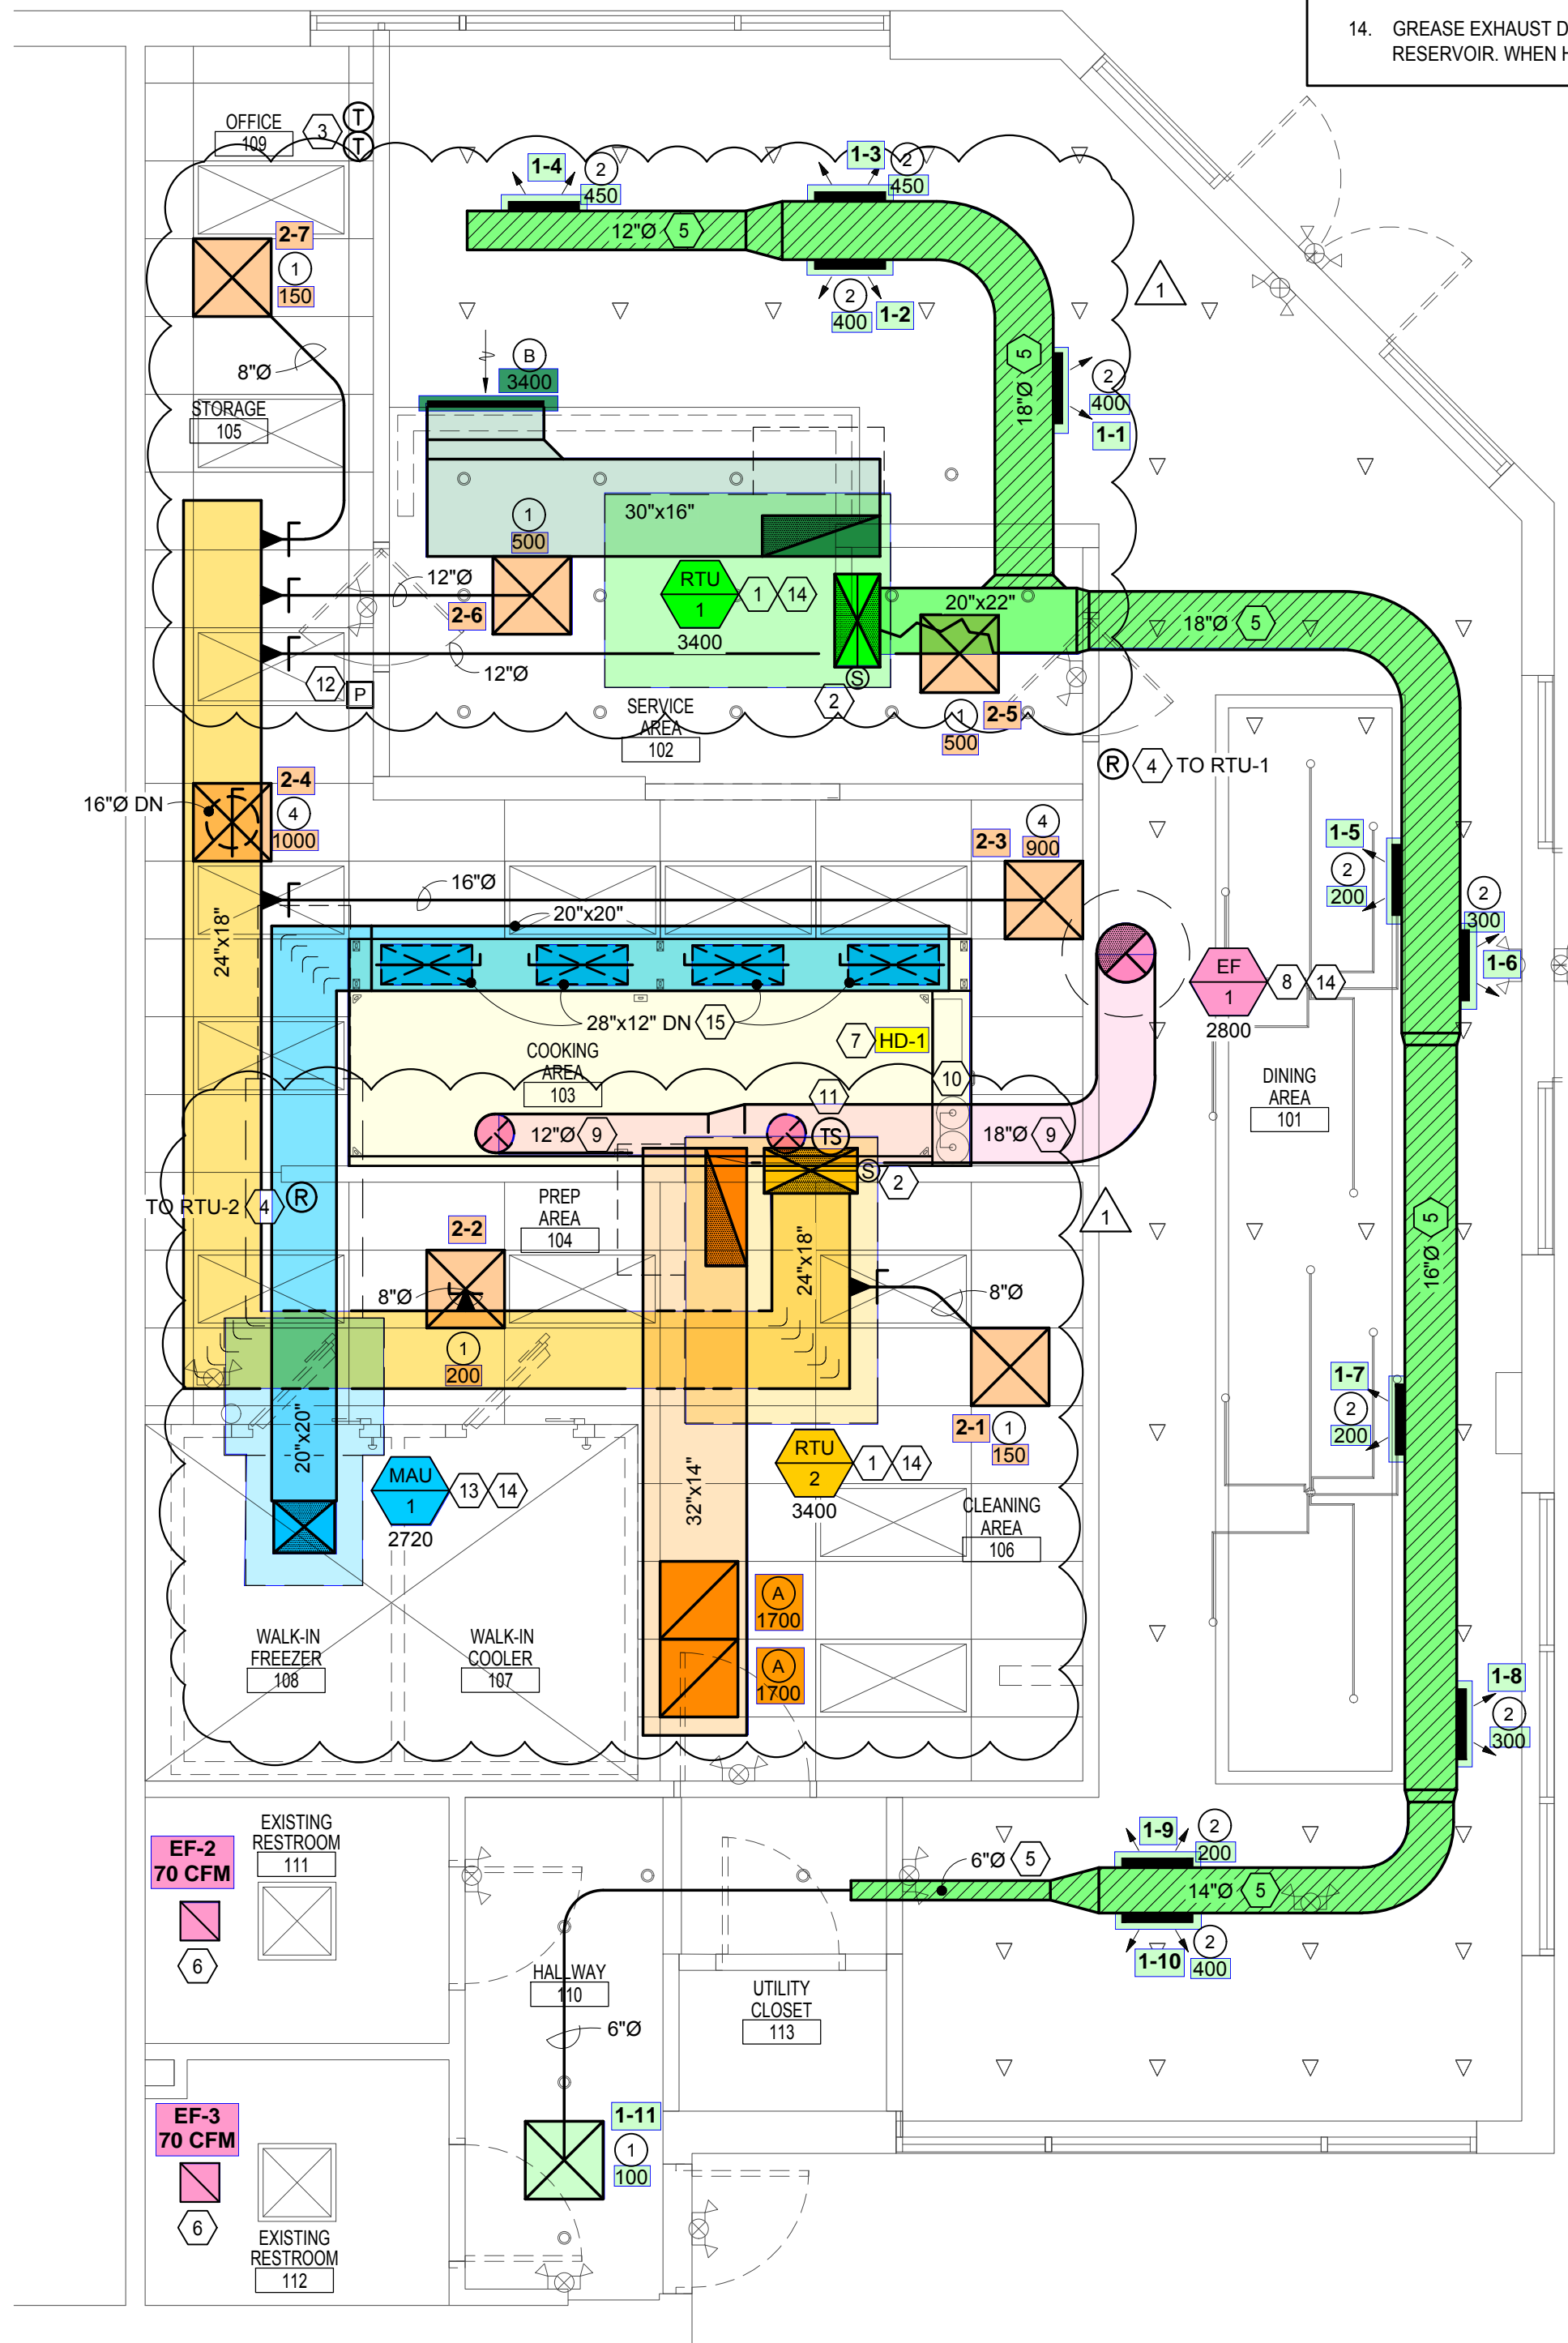 14. GREASE EXHAUST D
RESERVOIR. WHEN H
OFFICE
109
3
T
T
1-4
2
450
1-3
2
450
12"Ø
5
2
400
1-2
2-7
1
150
1
B
3400
5
18"Ø
2
400
1-1
8"Ø
STORAGE
105
30"x16"
1
500
12"Ø
2-6
RTU
1
1
14
3400
20"x22"
18"Ø
5
12"Ø
12
P
S
2
SERVICE
AREA
102
1
500
2-5
R
4
TO RTU-1
16"Ø DN
2-4
4
1000
2-3
4
900
1-5
2
200
2
300
1-6
16"Ø
20"x20"
24"x18"
EF
1
8
14
2800
28"x12" DN
15
7
HD-1
COOKING
AREA
103
10
11
DINING
AREA
101
12"Ø
9
TS
18"Ø
9
S
2
TO RTU-2
4
R
PREP
AREA
104
1
2-2
8"Ø
24"x18"
8"Ø
5
16"Ø
1
200
1-7
2
200
20"x20"
2-1
1
150
MAU
1
13
14
2720
32"x14"
RTU
2
1
14
3400
CLEANING
AREA
106
A
1700
A
1700
WALK-IN
FREEZER
108
WALK-IN
COOLER
107
1-8
2
300
EXISTING
RESTROOM
111
EF-2
70 CFM
6
1-9
2
200
6"Ø
5
14"Ø
5
1-10
2
400
HALLWAY
110
UTILITY
CLOSET
113
6"Ø
EF-3
70 CFM
6
1-11
1
100
EXISTING
RESTROOM
112